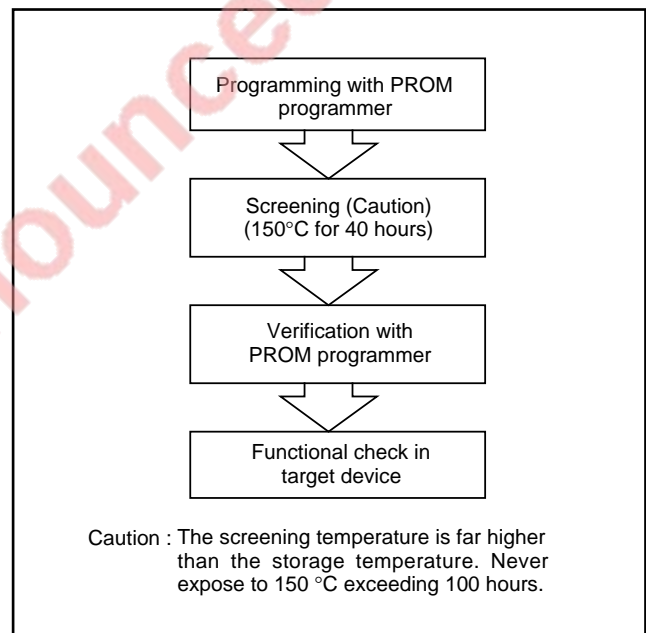 Programming with PROM
programmer
Screening (Caution)
(150°C for 40 hours)
Verification with
PROM programmer
Functional check in
target device
Caution : The screening temperature is far higher
than the storage temperature. Never
expose to 150 °C exceeding 100 hours.